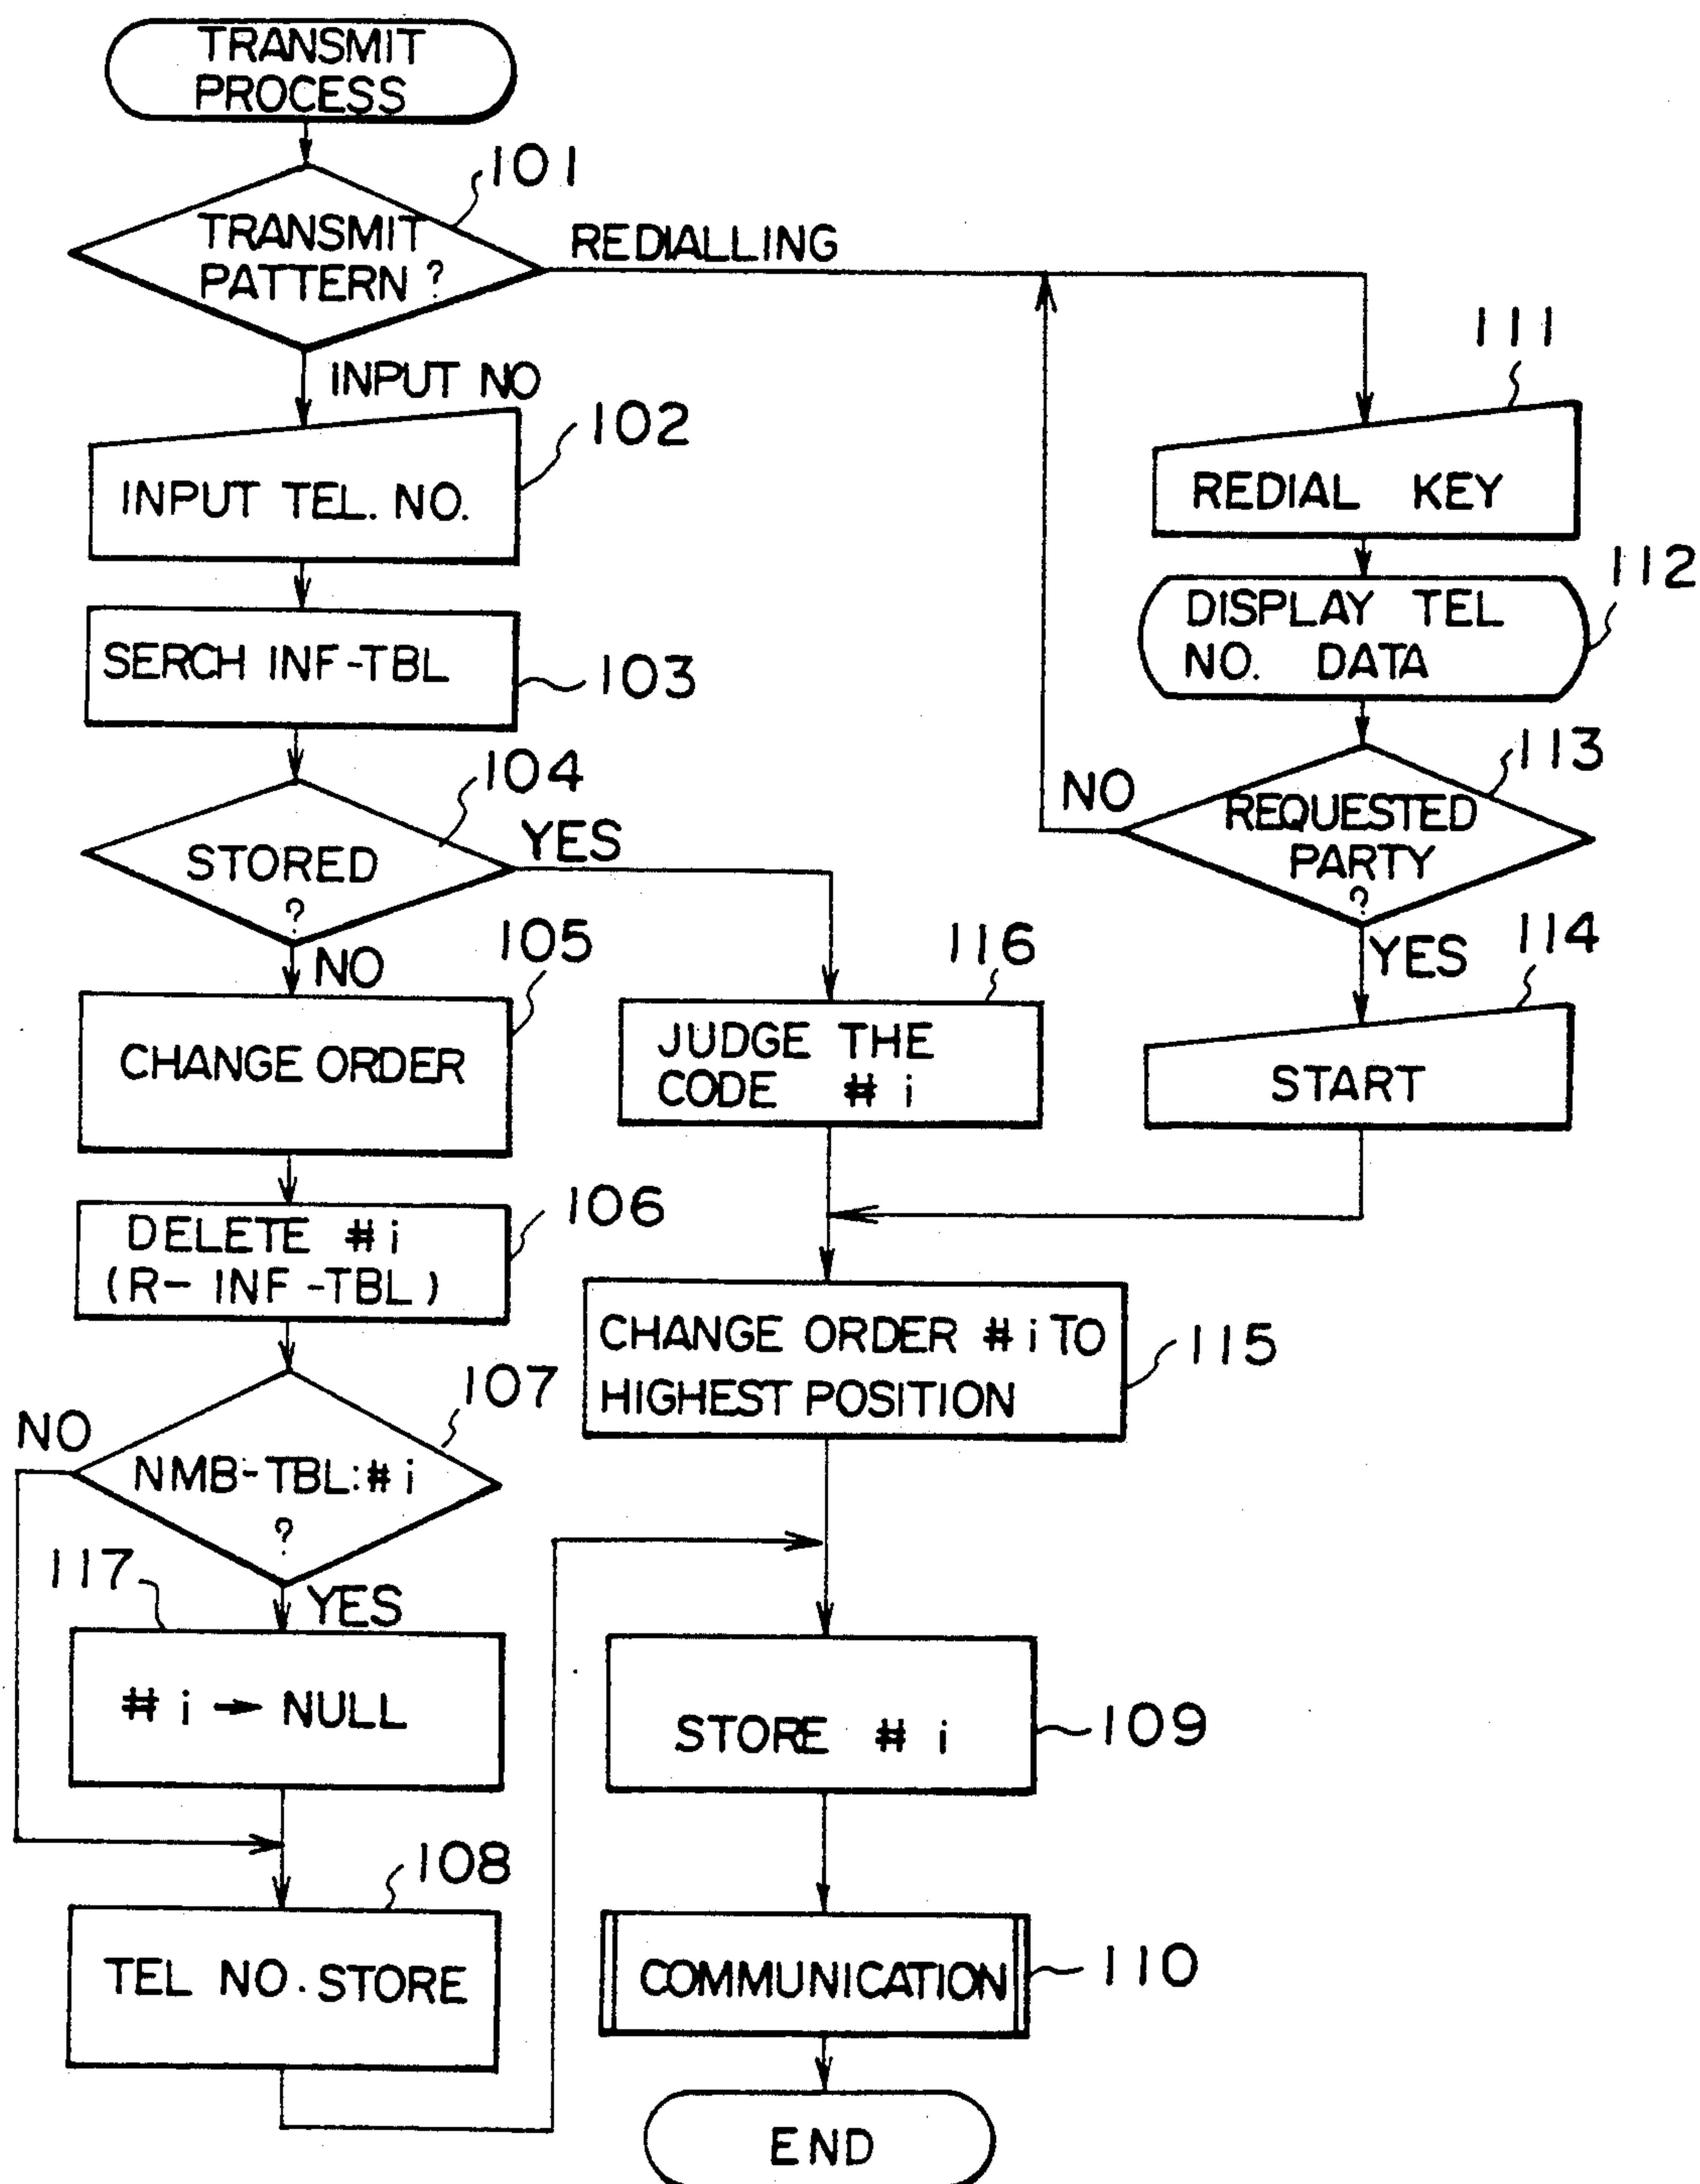 TRANSMIT
PROCESS
101
TRANSMIT
PATTERN ?
REDIALLING
INPUT NO
102
INPUT TEL. NO.
SERCH INF-TBL
103
104
STORED
?
YES
NO
105
CHANGE ORDER
106
DELETE # i
(R- INF -TBL)
107
NO
NMB-TBL:# i
?
117
YES
# i → NULL
108
TEL NO. STORE
111
REDIAL KEY
112
DISPLAY TEL
NO. DATA
113
NO
REQUESTED
PARTY
?
YES
114
START
116
JUDGE THE
CODE # i
CHANGE ORDER # i TO
HIGHEST POSITION
115
STORE # i
109
COMMUNICATION
110
END